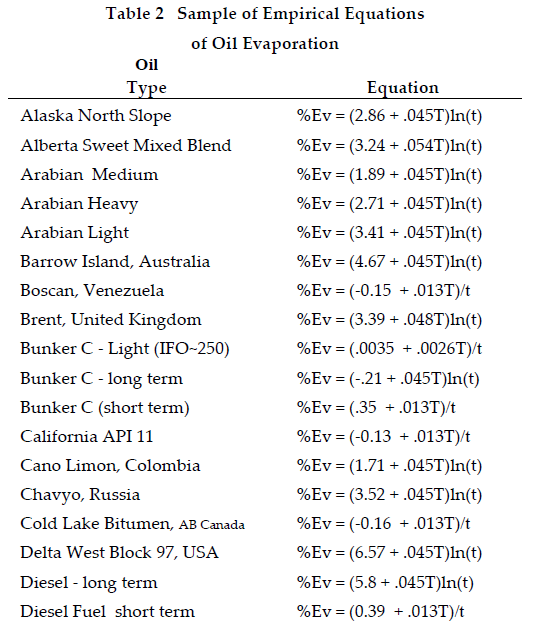 Table 2 Sample of Empirical Equations
of Oil Evaporation
Oil
Type Equation
Alaska North Slope %Ev = (2.86 + .045T)ln(t)
Alberta Sweet Mixed Blend %Ev = (3.24 + .054T)ln(t)
Arabian Medium %Ev = (1.89 + .045T)ln(t)
Arabian Heavy %Ev = (2.71 + .045T)ln(t)
Arabian Light %Ev = (3.41 + .045T)ln(t)
Barrow Island, Australia %Ev = (4.67 + .045T)ln(t)
Boscan, Venezuela %Ev = (-0.15 + .013T)/t
Brent, United Kingdom %Ev = (3.39 + .048T)ln(t)
Bunker C - Light (IFO~250) %Ev = (.0035 + .0026T)/t
Bunker C - long term %Ev = (-.21 + .045T)ln(t)
Bunker C (short term) %Ev = (.35 + .013T)/t
California API 11 %Ev = (-0.13 + .013T)/t
Cano Limon, Colombia %Ev = (1.71 + .045T)ln(t)
Chavyo, Russia %Ev = (3.52 + .045T)ln(t)
Cold Lake Bitumen, AB Canada %Ev = (-0.16 + .013T)/t
Delta West Block 97, USA %Ev = (6.57 + .045T)ln(t)
Diesel - long term %Ev = (5.8 + .045T)ln(t)
Diesel Fuel short term %Ev = (0.39 + .013T)/t